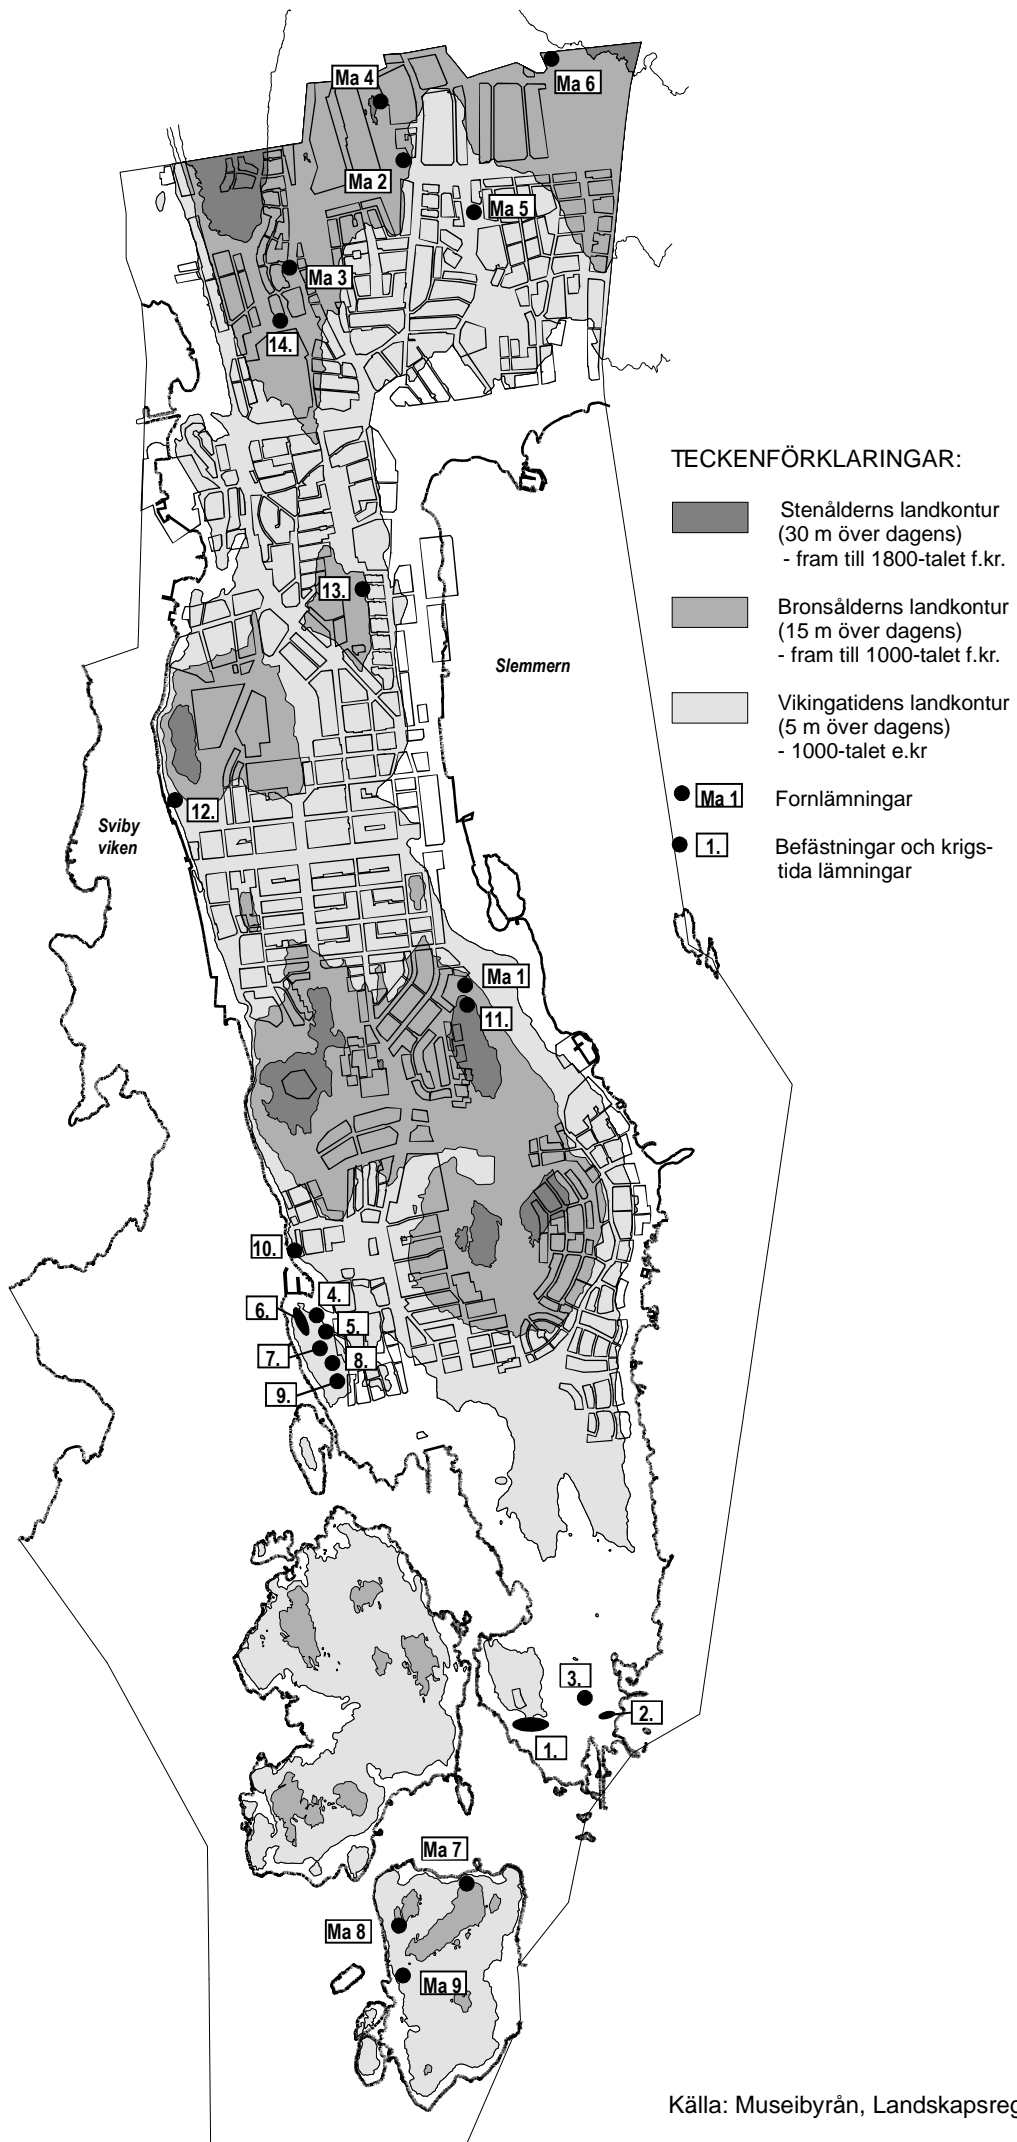 Ma 4
Ma 6
Ma 2
Ma 5
Ma 3
14.
TECKENFÖRKLARINGAR:
Stenålderns landkontur
(30 m över dagens)
- fram till 1800-talet f.kr.
Bronsålderns landkontur
(15 m över dagens)
- fram till 1000-talet f.kr.
Vikingatidens landkontur
(5 m över dagens)
- 1000-talet e.kr
Ma 1 Fornlämningar
1. Befästningar och krigs-
tida lämningar
13.
Slemmern
12.
Sviby
viken
Ma 1
11.
10.
4.
6.
5.
7.
8.
9.
3.
2.
1.
Ma 7
Ma 8
Ma 9
Källa: Museibyrån, Landskapsreg